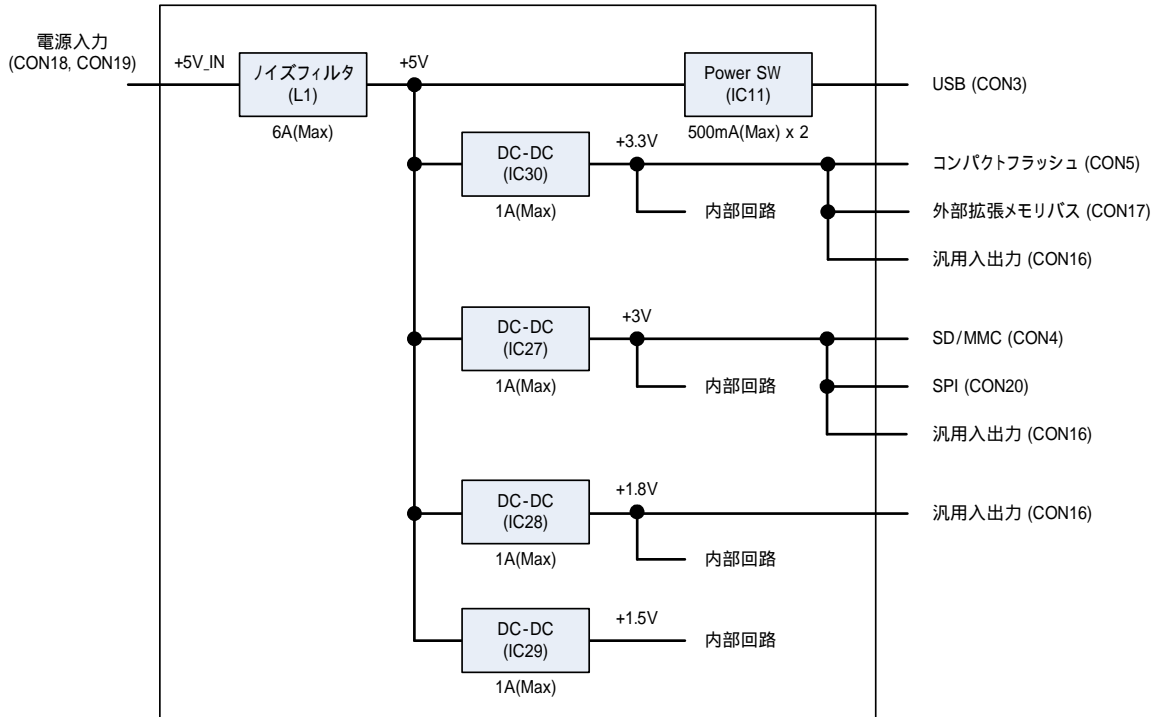 電源入力
(CON18, CON19)
+5V_IN
ノイズフィルタ
(L1)
6A(Max)
+5V
Power SW
(IC11)
500mA(Max) x 2
USB (CON3)
DC-DC
(IC30)
1A(Max)
+3.3V
内部回路
コンパクトフラッシュ (CON5)
外部拡張メモリバス (CON17)
汎用入出力 (CON16)
DC-DC
(IC27)
1A(Max)
+3V
内部回路
SD/MMC (CON4)
SPI (CON20)
汎用入出力 (CON16)
DC-DC
(IC28)
1A(Max)
+1.8V
内部回路
汎用入出力 (CON16)
DC-DC
(IC29)
1A(Max)
+1.5V
内部回路